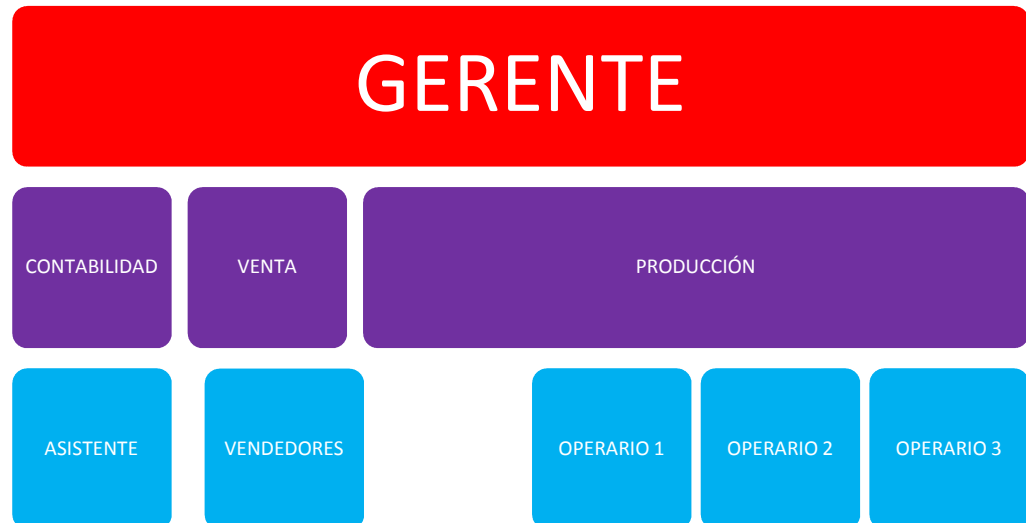 GERENTE
CONTABILIDAD
VENTA
PRODUCCIÓN
ASISTENTE
VENDEDORES
OPERARIO 1
OPERARIO 2
OPERARIO 3